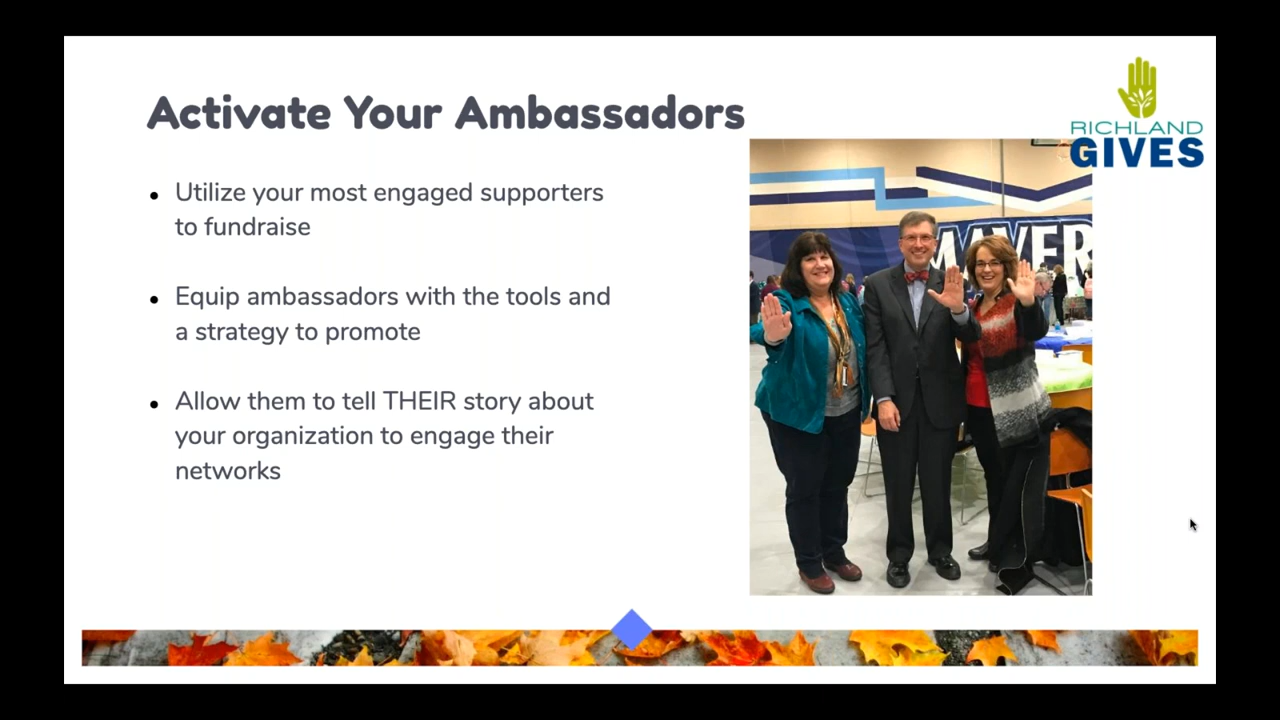 Activate Your Ambassadors
RICHLAND
GIVES
• Utilize your most engaged supporters
to fundraise
• Equip ambassadors with the tools and
a strategy to promote
• Allow them to tell THEIR story about
your organization to engage their
networks
MAVER